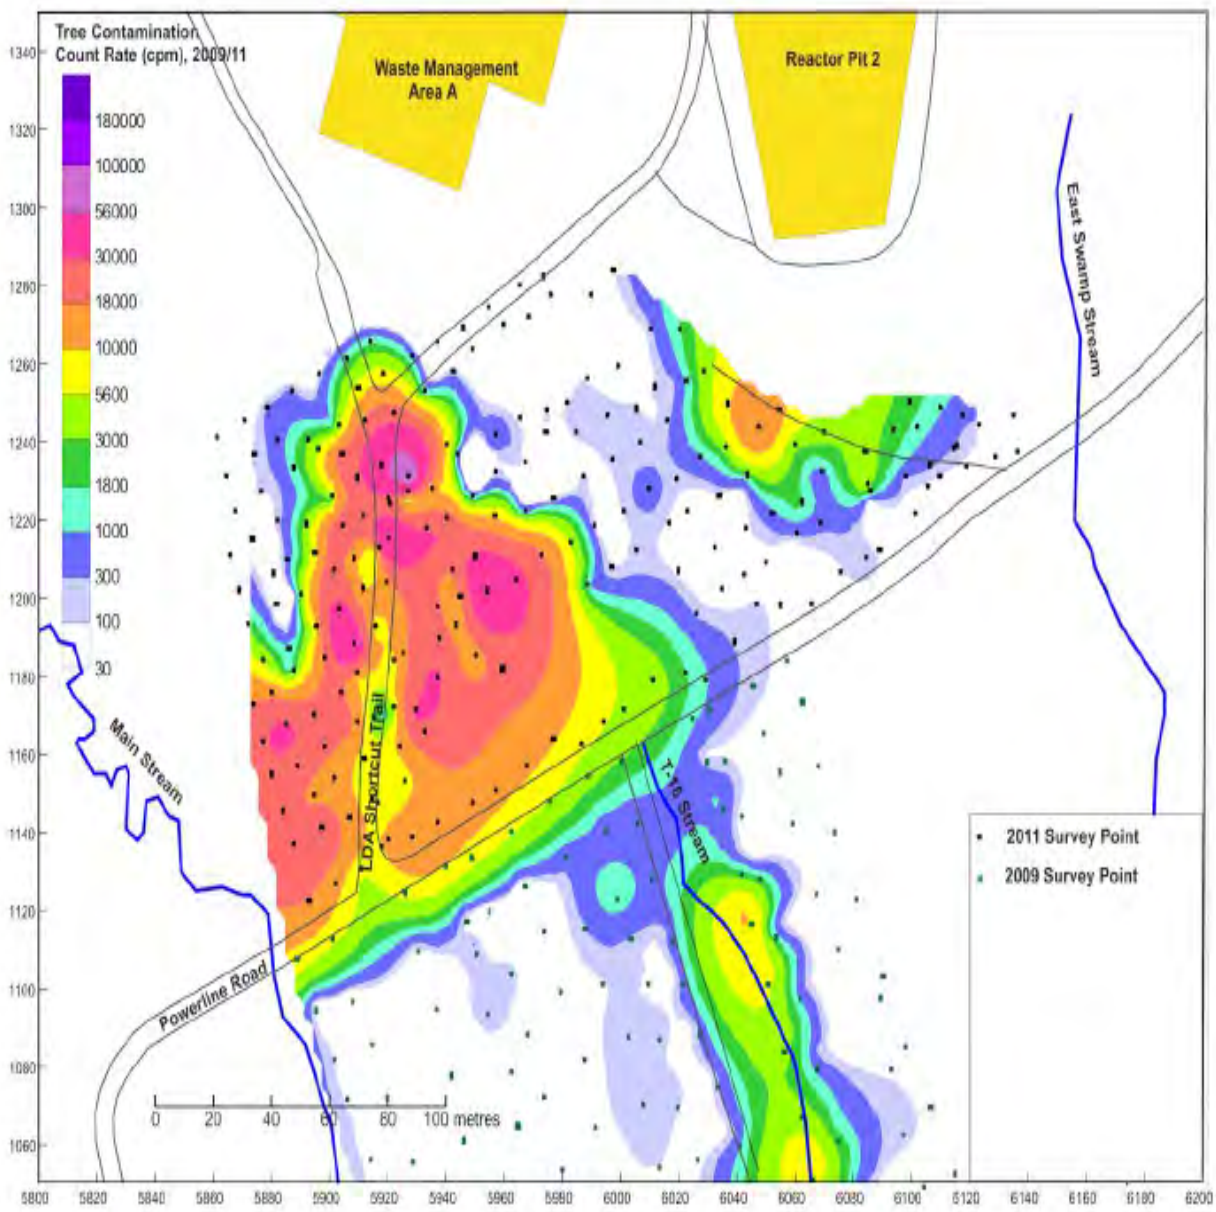 Tree Contamination
Count Rate (cpm), 2009/11
180000
100000
56000
30000
18000
10000
5600
3000
1800
1000
300
100
30
Waste Management
Area A
Reactor Pit 2
East Swamp Stream
Main Stream
LDA Shortcut Trail
T-16 Stream
Powerline Road
2011 Survey Point
2009 Survey Point
0 20 40 60 80 100 metres
1340
1320
1300
1280
1260
1240
1220
1200
1180
1160
1140
1120
1100
1080
1060
5800 5820 5840 5860 5880 5900 5920 5940 5960 5980 6000 6020 6040 6060 6080 6100 6120 6140 6160 6180 6200